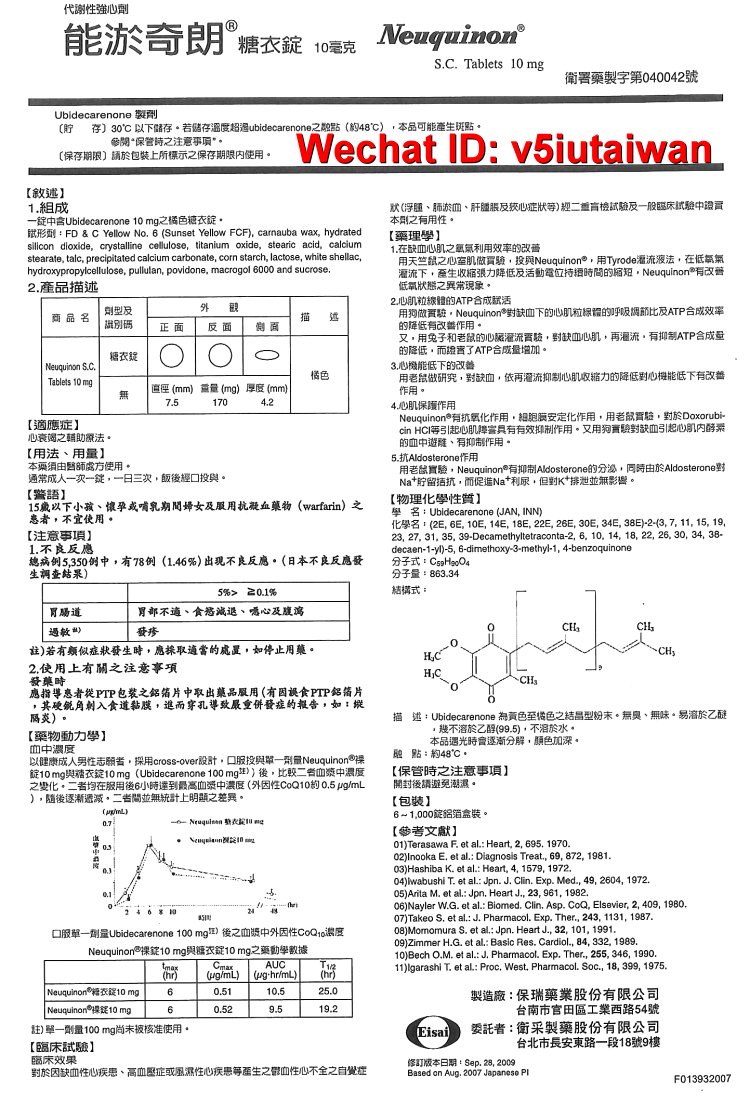 代謝性強心劑
能淤奇朗® 糖衣錠 10毫克 Neuquinon®
S.C. Tablets 10 mg
衛署藥製字第040042號
Ubidecarenone 製劑
〔貯　　存〕30℃ 以下儲存。若儲存溫度超過ubidecarenone之融點（約48℃），本品可能產生斑點。
參閱“保管時之注意事項”。
〔保存期限〕請於包裝上所標示之保存期限內使用。
Wechat ID: v5iutaiwan
【敘述】
1.組成
一錠中含Ubidecarenone 10 mg之橘色糖衣錠。
賦形劑：FD & C Yellow No. 6 (Sunset Yellow FCF), carnauba wax, hydrated
silicon dioxide, crystalline cellulose, titanium oxide, stearic acid, calcium
stearate, talc, precipitated calcium carbonate, corn starch, lactose, white shellac,
hydroxypropylcellulose, pullulan, povidone, macrogol 6000 and sucrose.
2.產品描述
商品名 劑型及識別碼 外觀 描述
正面 反面 側面
Neuquinon S.C. Tablets 10 mg 糖衣錠 橘色
無 直徑 (mm) 重量 (mg) 厚度 (mm)
7.5 170 4.2
【適應症】
心衰竭之輔助療法。
【用法、用量】
本藥須由醫師處方使用。
通常成人一次一錠，一日三次，飯後經口投與。
【警語】
15歲以下小孩、懷孕或哺乳期間婦女及服用抗凝血藥物（warfarin）之
患者，不宜使用。
【注意事項】
1.不良反應
總病例5,350例中，有78例（1.46%）出現不良反應。（日本不良反應發
生調查結果）
5%> ≧0.1%
胃腸道 胃部不適、食慾減退、噁心及腹瀉
過敏註) 發疹
註)若有類似症狀發生時，應採取適當的處置，如停止用藥。
2.使用上有關之注意事項
發藥時
應指導患者從PTP包裝之鋁箔片中取出藥品服用(有因誤食PTP鋁箔片
，其硬銳角刺入食道黏膜，進而穿孔導致嚴重併發症的報告，如：縱
膈炎）。
【藥物動力學】
血中濃度
以健康成人男性志願者，採用cross-over設計，口服投與單一劑量Neuquinon®裸
錠10 mg與糖衣錠10 mg（Ubidecarenone 100 mg註)）後，比較二者血漿中濃度
之變化。二者均在服用後6小時達到最高血漿中濃度 (外因性CoQ10約 0.5 μg/mL
)，隨後逐漸遞減。二者間並無統計上明顯之差異。
(μg/mL)
0.7
0.5
0.3
0.1
0
血漿中濃度
Neuquinon 糖衣錠10 mg
Neuquinon裸錠10 mg
2 4 6 8 10 24 48 (hr)
時間
口服單一劑量Ubidecarenone 100 mg註) 後之血漿中外因性CoQ10濃度
Neuquinon®裸錠10 mg與糖衣錠10 mg之藥動學數據
tmax (hr) Cmax (μg/mL) AUC (μg·hr/mL) T1/2 (hr)
Neuquinon®糖衣錠10 mg 6 0.51 10.5 25.0
Neuquinon®裸錠10 mg 6 0.52 9.5 19.2
註) 單一劑量100 mg尚未被核准使用。
【臨床試驗】
臨床效果
對於因缺血性心疾患、高血壓症或風濕性心疾患等產生之鬱血性心不全之自覺症
狀(浮腫、肺淤血、肝腫脹及狹心症狀等)經二重盲檢試驗及一般臨床試驗中證實
本劑之有用性。
【藥理學】
1.在缺血心肌之氧氣利用效率的改善
用天竺鼠之心室肌做實驗，投與Neuquinon®，用Tyrode灌流液法，在低氧氣
灌流下，產生收縮張力降低及活動電位持續時間的縮短，Neuquinon®有改善
低氧狀態之異常現象。
2.心肌粒線體的ATP合成賦活
用狗做實驗，Neuquinon®對缺血下的心肌粒線體的呼吸調節比及ATP合成效率
的降低有改善作用。
又，用兔子和老鼠的心臟灌流實驗，對缺血心肌，再灌流，有抑制ATP合成量
的降低，而證實了ATP合成量增加。
3.心機能低下的改善
用老鼠做研究，對缺血，依再灌流抑制心肌收縮力的降低對心機能低下有改善
作用。
4.心肌保護作用
Neuquinon®有抗氧化作用，細胞膜安定化作用，用老鼠實驗，對於Doxorubi-
cin HCl等引起心肌障害具有有效抑制作用。又用狗實驗對缺血引起心肌內酵素
的血中遊離、有抑制作用。
5.抗Aldosterone作用
用老鼠實驗，Neuquinon®有抑制Aldosterone的分泌，同時由於Aldosterone對
Na⁺貯留拮抗，而促進Na⁺利尿，但對K⁺排泄並無影響。
【物理化學性質】
學　名：Ubidecarenone (JAN, INN)
化學名：(2E, 6E, 10E, 14E, 18E, 22E, 26E, 30E, 34E, 38E)-2-(3, 7, 11, 15, 19,
23, 27, 31, 35, 39-Decamethyltetraconta-2, 6, 10, 14, 18, 22, 26, 30, 34, 38-
decaen-1-yl)-5, 6-dimethoxy-3-methyl-1, 4-benzoquinone
分子式：C59H90O4
分子量：863.34
結構式：
O
H3C O
H3C O
O
CH3
CH3
CH3
CH3
9
描　述：Ubidecarenone 為黃色至橘色之結晶型粉末。無臭、無味。易溶於乙醚
，幾不溶於乙醇(99.5)，不溶於水。
本品遇光時會逐漸分解，顏色加深。
融　點：約48℃。
【保管時之注意事項】
開封後請避免潮濕。
【包裝】
6～1,000錠鋁箔盒裝。
【參考文獻】
01)Terasawa F. et al.: Heart, 2, 695. 1970.
02)Inooka E. et al.: Diagnosis Treat., 69, 872, 1981.
03)Hashiba K. et al.: Heart, 4, 1579, 1972.
04)Iwabushi T. et al.: Jpn. J. Clin. Exp. Med., 49, 2604, 1972.
05)Arita M. et al.: Jpn. Heart J., 23, 961, 1982.
06)Nayler W.G. et al.: Biomed. Clin. Asp. CoQ, Elsevier, 2, 409, 1980.
07)Takeo S. et al.: J. Pharmacol. Exp. Ther., 243, 1131, 1987.
08)Momomura S. et al.: Jpn. Heart J., 32, 101, 1991.
09)Zimmer H.G. et al.: Basic Res. Cardiol., 84, 332, 1989.
10)Bech O.M. et al.: J. Pharmacol. Exp. Ther., 255, 346, 1990.
11)Igarashi T. et al.: Proc. West. Pharmacol. Soc., 18, 399, 1975.
製造廠：保瑞藥業股份有限公司
台南市官田區工業西路54號
Eisai 委託者：衛采製藥股份有限公司
台北市長安東路一段18號9樓
修訂版本日期：Sep. 28, 2009
Based on Aug. 2007 Japanese PI
F013932007